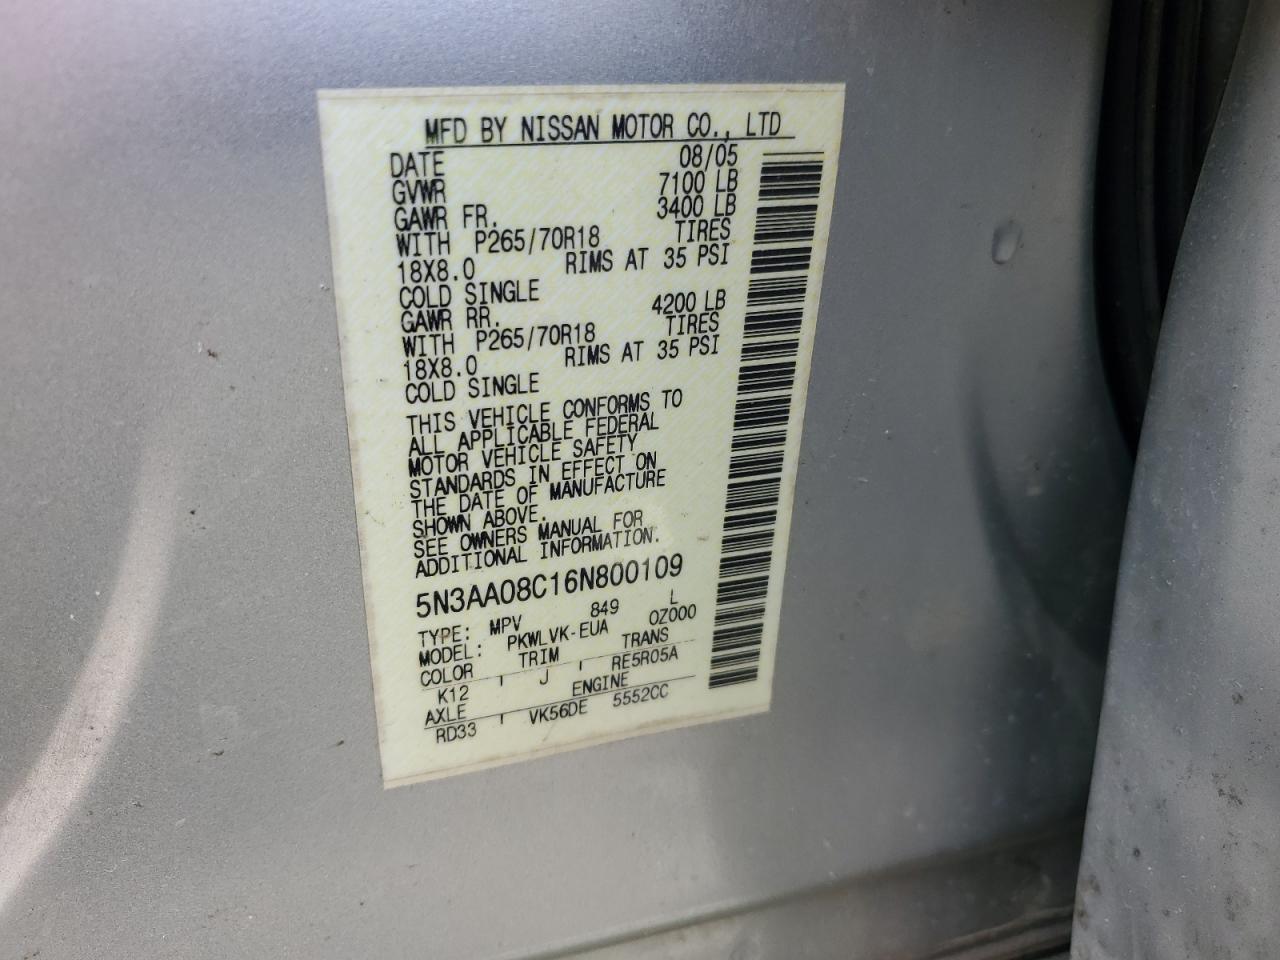 MFD BY NISSAN MOTOR CO., LTD
DATE 08/05
GVWR 7100 LB
GAWR FR. 3400 LB
WITH P265/70R18 TIRES
18X8.0 RIMS AT 35 PSI
COLD SINGLE
GAWR RR. 4200 LB
WITH P265/70R18 TIRES
18X8.0 RIMS AT 35 PSI
COLD SINGLE
THIS VEHICLE CONFORMS TO
ALL APPLICABLE FEDERAL
MOTOR VEHICLE SAFETY
STANDARDS IN EFFECT ON
THE DATE OF MANUFACTURE
SHOWN ABOVE.
SEE OWNERS MANUAL FOR
ADDITIONAL INFORMATION.
5N3AA08C16N800109
TYPE: MPV 849 L
MODEL: PKWLVK-EUA 0Z000
COLOR TRIM TRANS
K12 J RE5R05A
AXLE ENGINE
RD33 VK56DE 5552CC